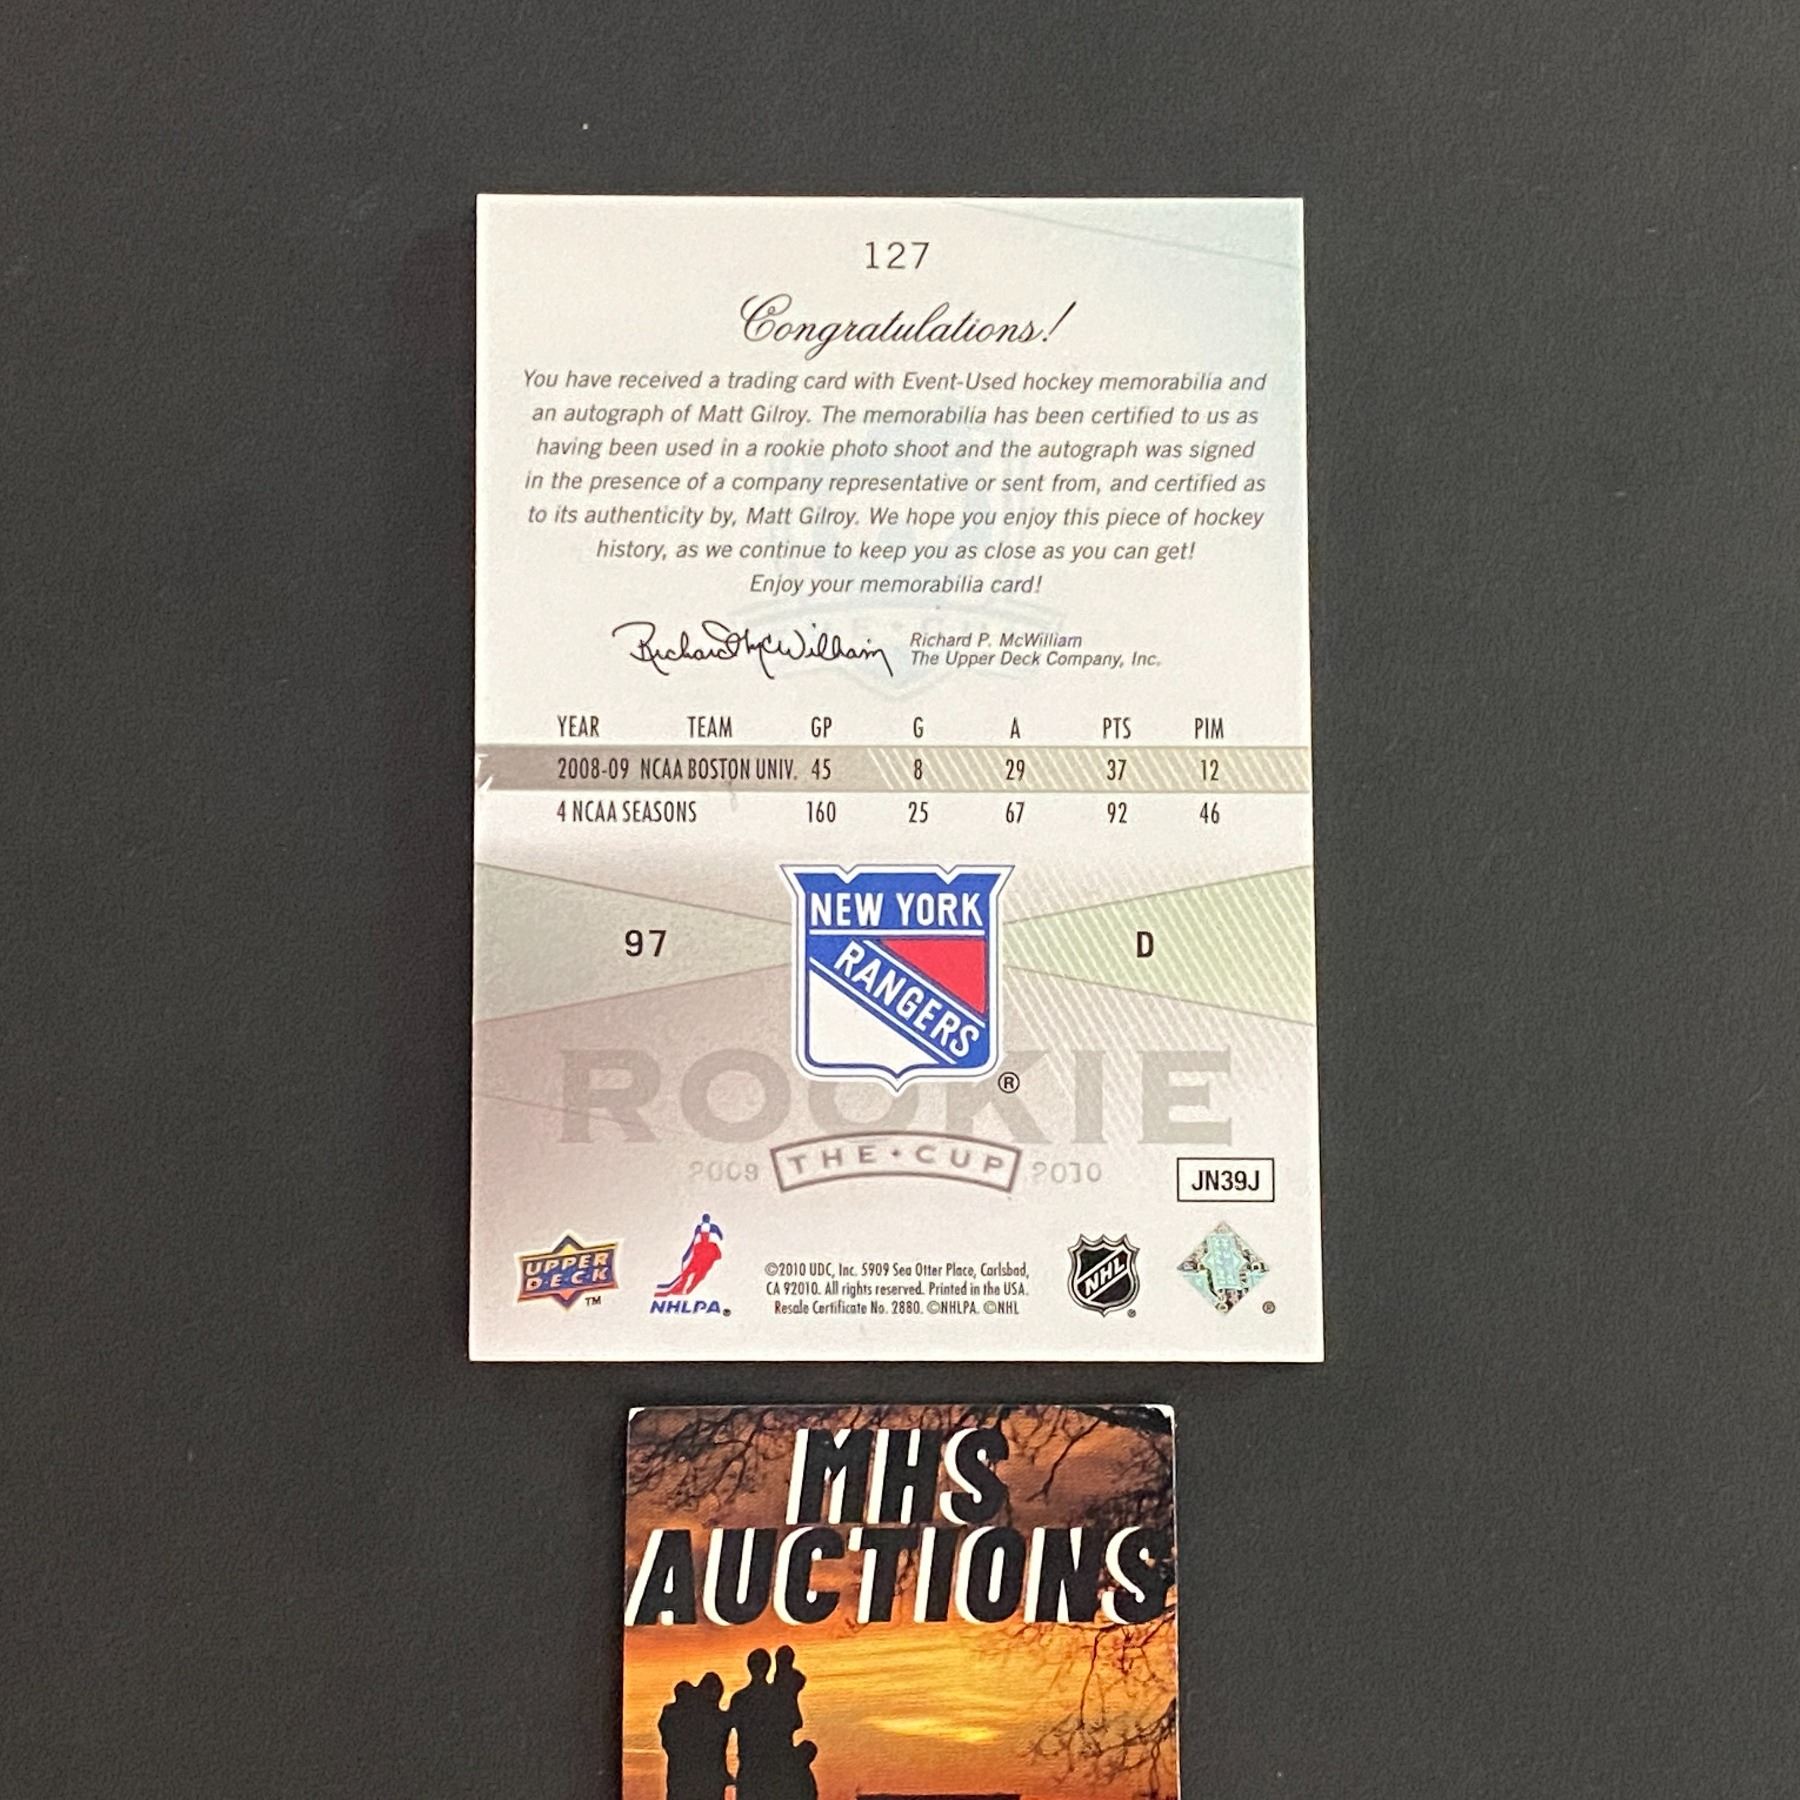 127
Congratulations!
You have received a trading card with Event-Used hockey memorabilia and
an autograph of Matt Gilroy. The memorabilia has been certified to us as
having been used in a rookie photo shoot and the autograph was signed
in the presence of a company representative or sent from, and certified as
to its authenticity by, Matt Gilroy. We hope you enjoy this piece of hockey
history, as we continue to keep you as close as you can get!
Enjoy your memorabilia card!
Richard McWilliam
Richard P. McWilliam
The Upper Deck Company, Inc.
YEAR TEAM GP G A PTS PIM
2008-09 NCAA BOSTON UNIV. 45 8 29 37 12
4 NCAA SEASONS 160 25 67 92 46
NEW YORK
RANGERS
®
97 D
ROOKIE
2009 THE • CUP 2010
JN39J
UPPER
DECK
™
NHLPA®
©2010 UDC, Inc. 5909 Sea Otter Place, Carlsbad,
CA 92010. All rights reserved. Printed in the USA.
Resale Certificate No. 2880. ©NHLPA. ©NHL
NHL
®
®
MHS
AUCTIONS